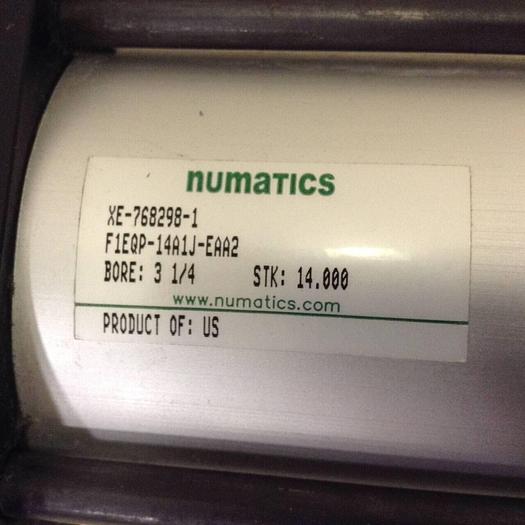 numatics
XE-768298-1
F1EQP-14A1J-EAA2
BORE: 3 1/4 STK: 14.000
www.numatics.com
PRODUCT OF: US